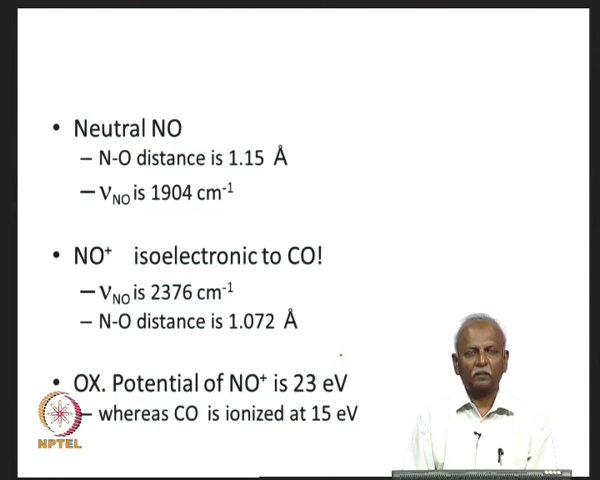 • Neutral NO
– N-O distance is 1.15 Å
– νNO is 1904 cm-1
• NO+ isoelectronic to CO!
– νNO is 2376 cm-1
– N-O distance is 1.072 Å
• OX. Potential of NO+ is 23 eV
– whereas CO is ionized at 15 eV
NPTEL